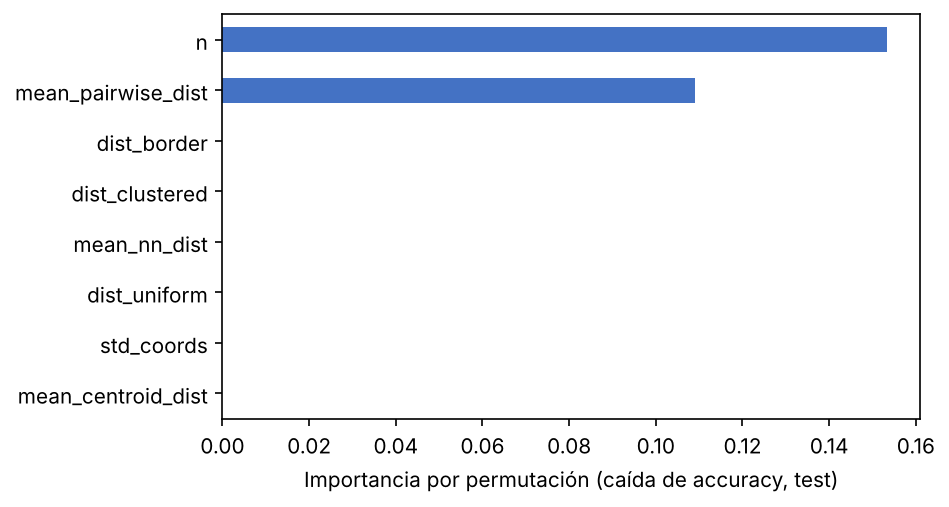 n
mean_pairwise_dist
dist_border
dist_clustered
mean_nn_dist
dist_uniform
std_coords
mean_centroid_dist
0.00 0.02 0.04 0.06 0.08 0.10 0.12 0.14 0.16
Importancia por permutación (caída de accuracy, test)